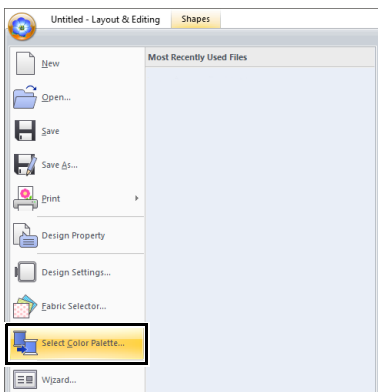 Untitled - Layout & Editing Shapes
Most Recently Used Files
New
Open...
Save
Save As...
Print
Design Property
Design Settings...
Fabric Selector...
Select Color Palette...
Wizard...